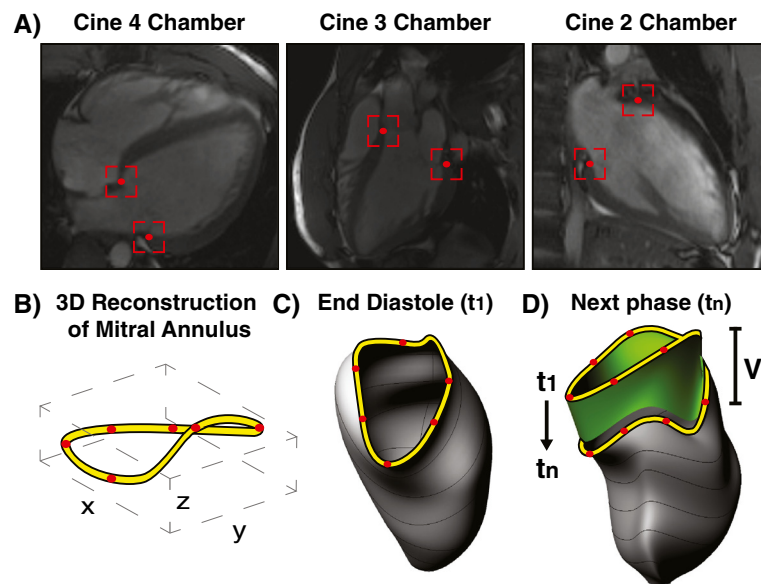 A) Cine 4 Chamber Cine 3 Chamber Cine 2 Chamber
B) 3D Reconstruction
of Mitral Annulus
x
z
y
C) End Diastole (t1)
D) Next phase (tn)
t1
tn
V